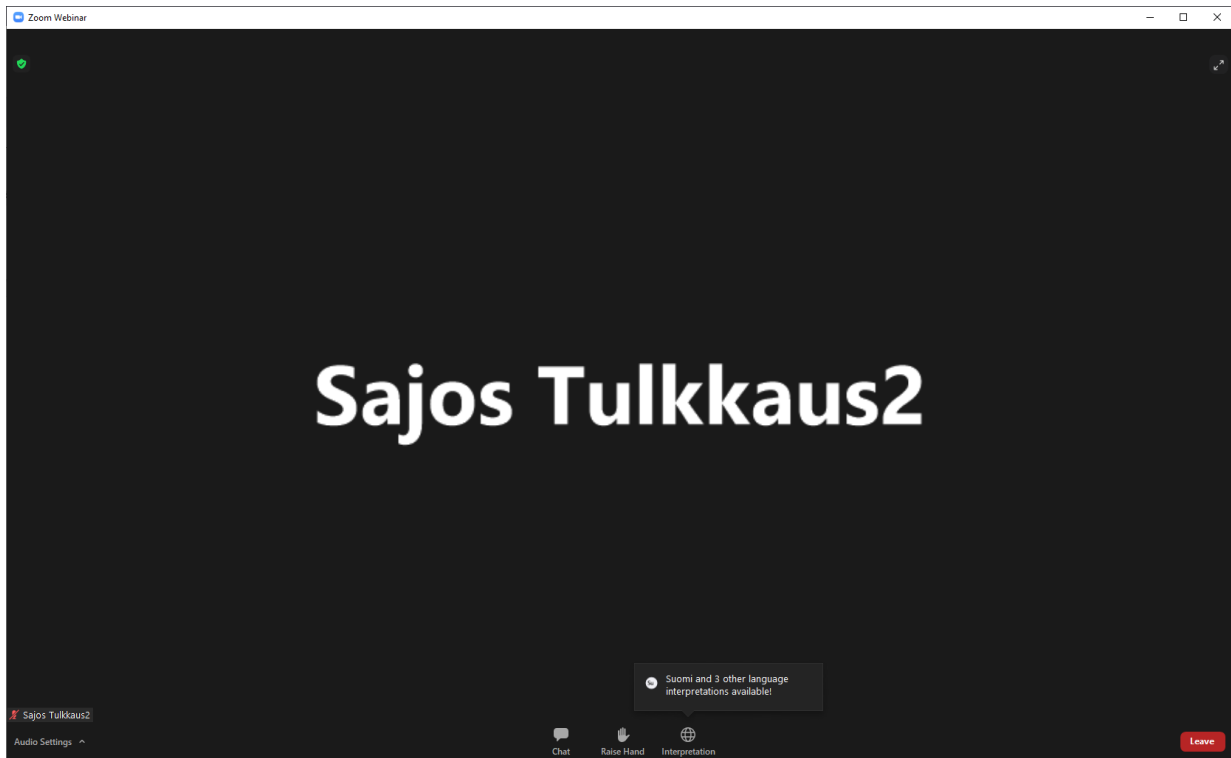 Zoom Webinar
Sajos Tulkkaus2
Suomi and 3 other language
interpretations available!
Sajos Tulkkaus2
Audio Settings
Chat
Raise Hand
Interpretation
Leave